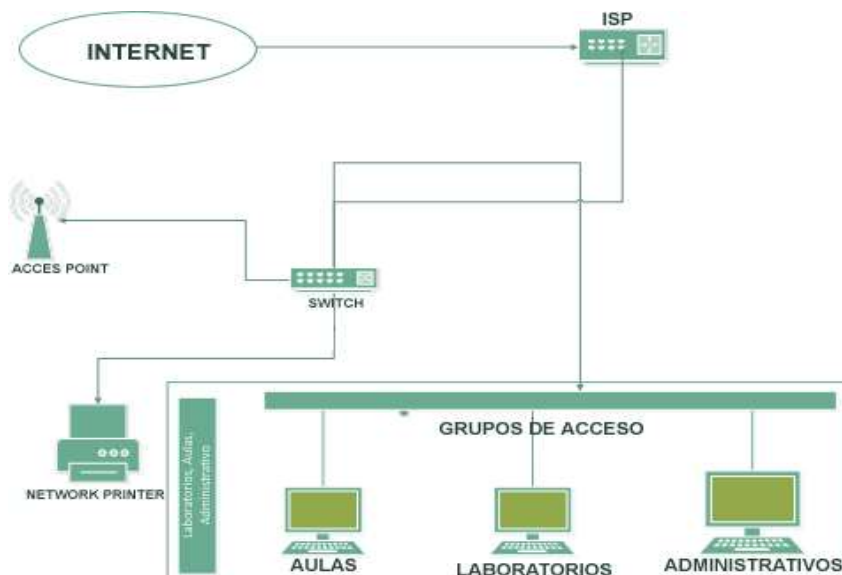 ISP
INTERNET
ACCES POINT
SWITCH
NETWORK PRINTER
Laboratorios, Aulas,
Administrativo
GRUPOS DE ACCESO
AULAS
LABORATORIOS
ADMINISTRATIVOS